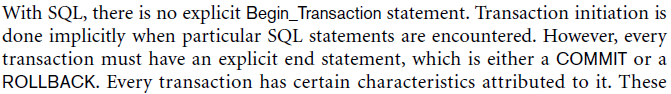 With SQL, there is no explicit Begin_Transaction statement. Transaction initiation is
done implicitly when particular SQL statements are encountered. However, every
transaction must have an explicit end statement, which is either a COMMIT or a
ROLLBACK. Every transaction has certain characteristics attributed to it. These